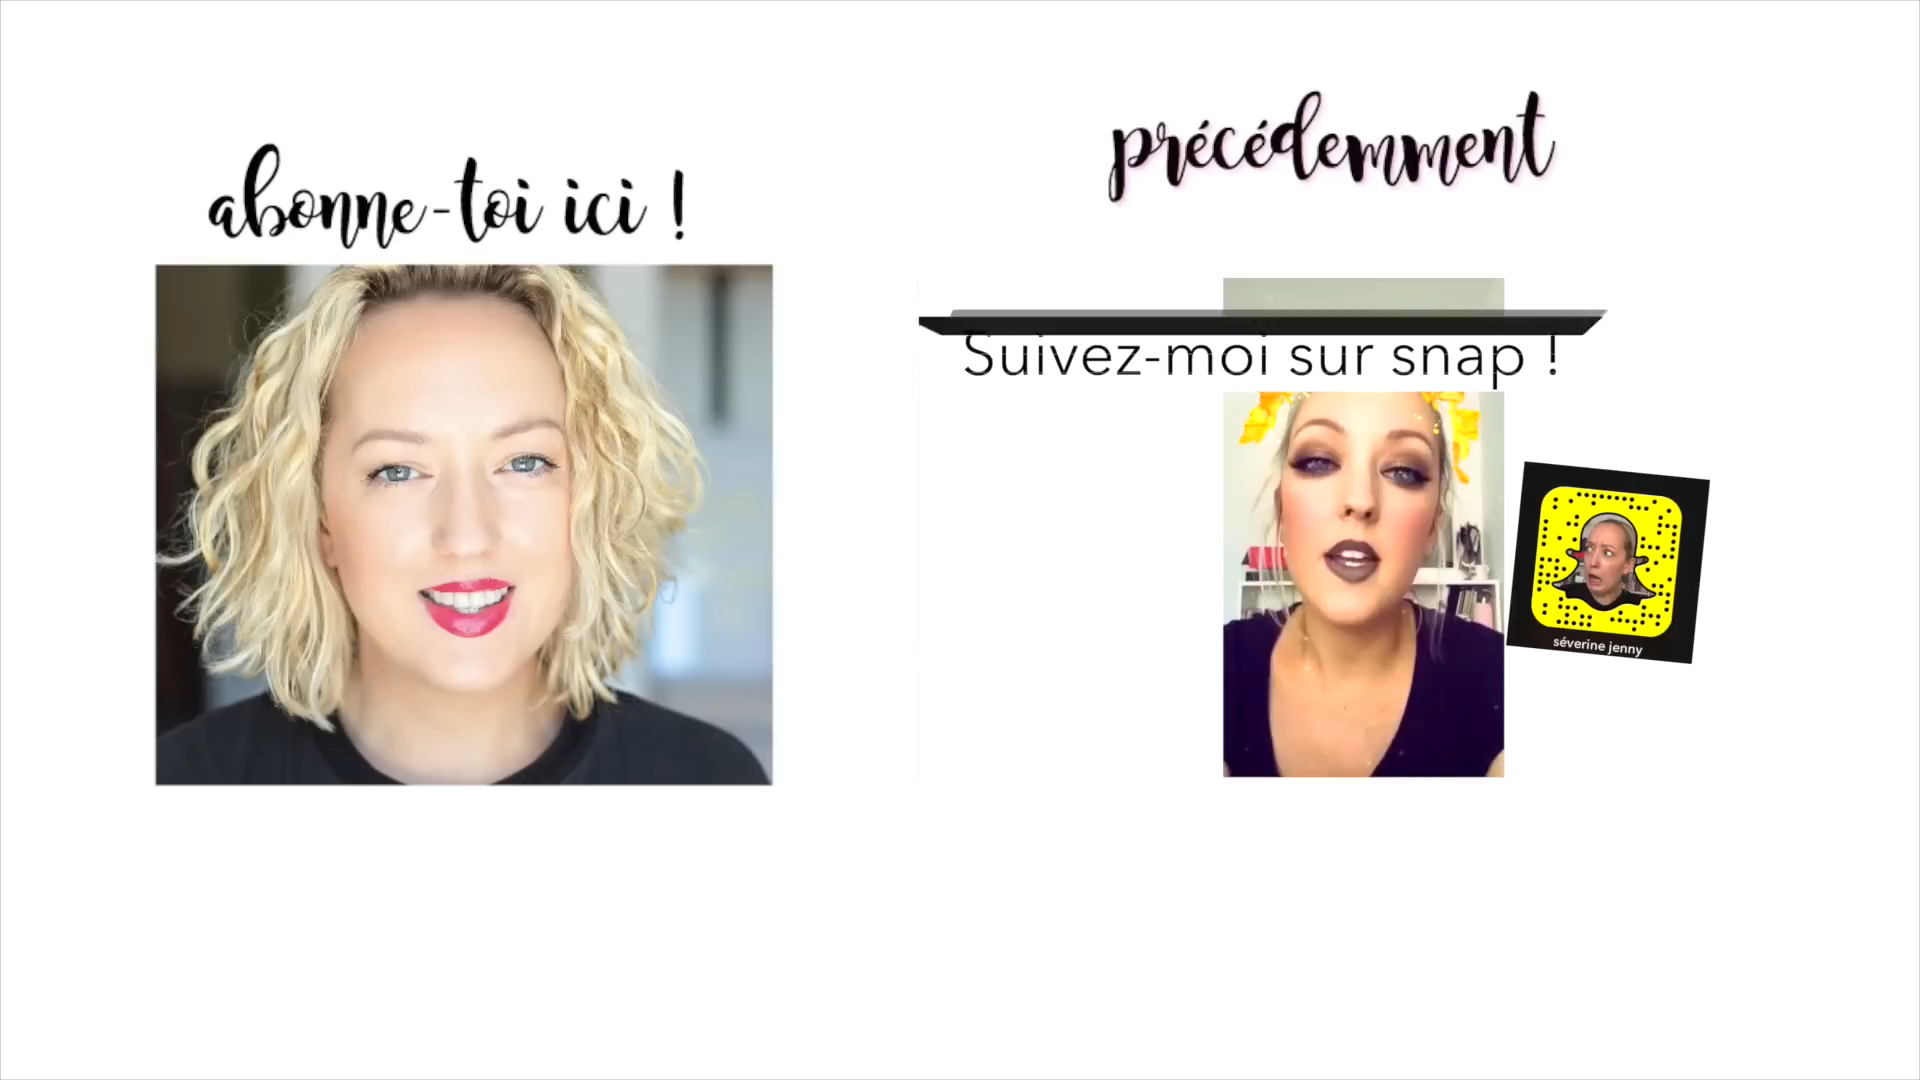 abonne-toi ici !
précédemment
Suivez-moi sur snap !
séverine jenny